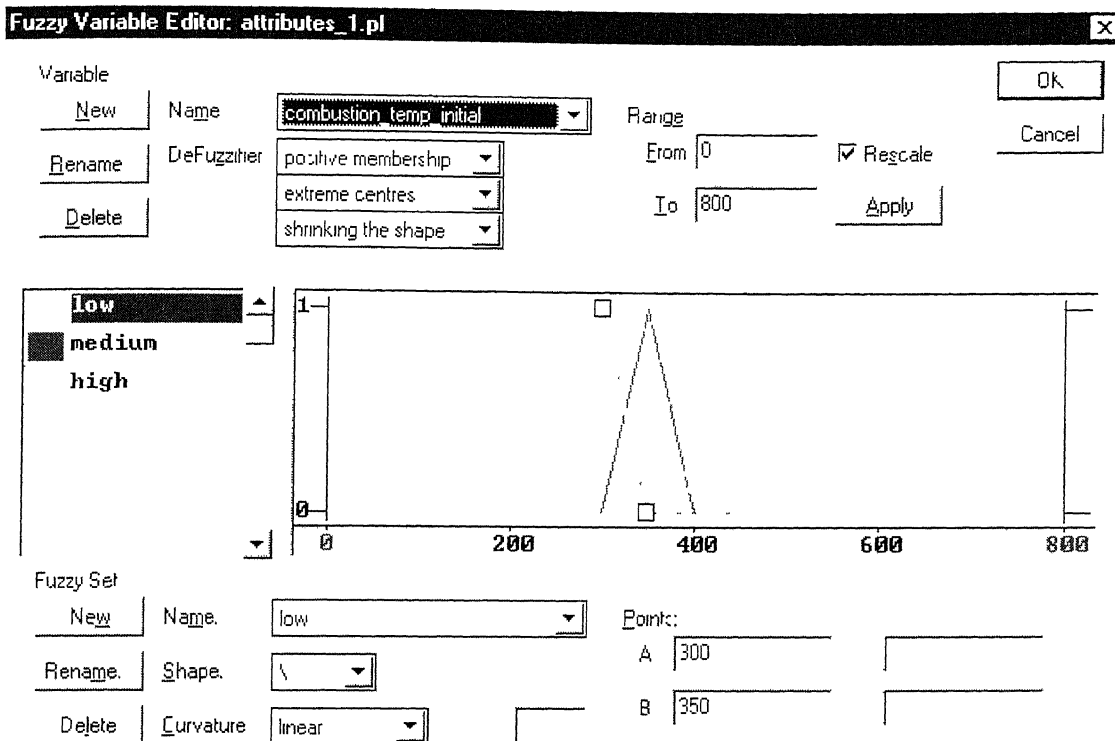 Fuzzy Variable Editor: attributes_1.pl
Variable
New
Name
combustion_temp_initial
Range
OK
Rename
DeFuzzifier
positive membership
From
0
Rescale
Cancel
extreme centres
To
800
Apply
Delete
shrinking the shape
low
medium
high
1
0
0
200
400
600
800
Fuzzy Set
New
Name.
low
Points:
A
300
Rename.
Shape.
\
B
350
Delete
Curvature
linear